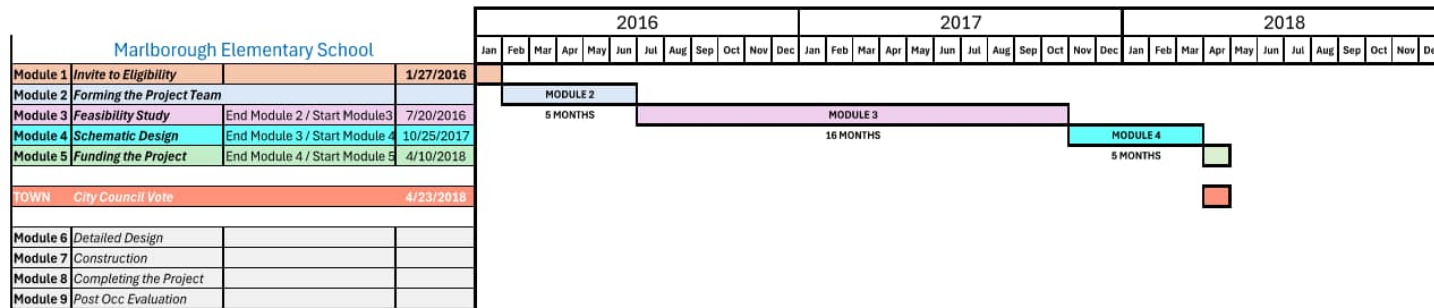 2016 2017 2018
Marlborough Elementary School
Jan Feb Mar Apr May Jun Jul Aug Sep Oct Nov Dec Jan Feb Mar Apr May Jun Jul Aug Sep Oct Nov Dec Jan Feb Mar Apr May Jun Jul Aug Sep Oct Nov De
Module 1 Invite to Eligibility 1/27/2016
Module 2 Forming the Project Team MODULE 2
Module 3 Feasibility Study End Module 2 / Start Module3 7/20/2016 5 MONTHS MODULE 3
Module 4 Schematic Design End Module 3 / Start Module 4 10/25/2017 16 MONTHS MODULE 4
Module 5 Funding the Project End Module 4 / Start Module 5 4/10/2018 5 MONTHS
TOWN City Council Vote 4/23/2018
Module 6 Detailed Design
Module 7 Construction
Module 8 Completing the Project
Module 9 Post Occ Evaluation